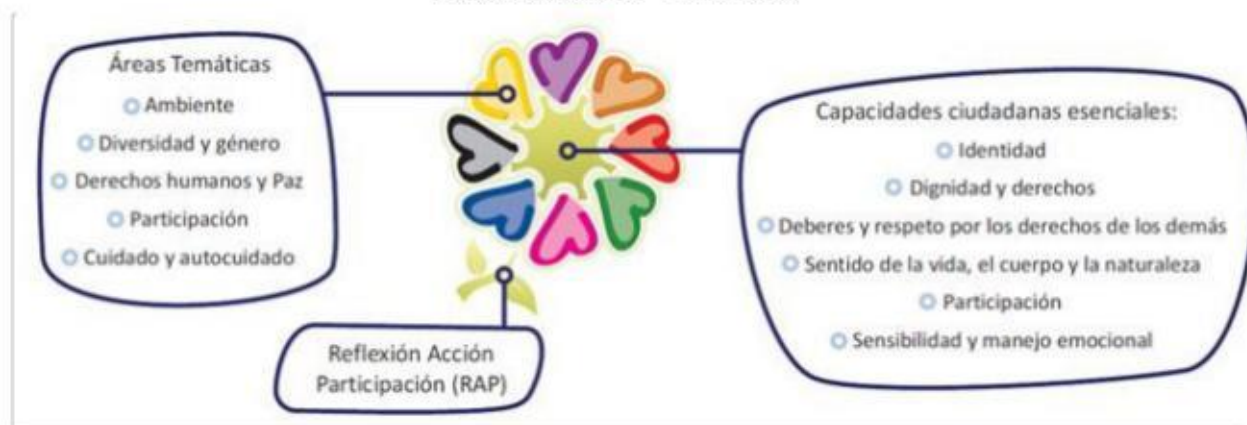 Áreas Temáticas
Ambiente
Diversidad y género
Derechos humanos y Paz
Participación
Cuidado y autocuidado
Reflexión Acción
Participación (RAP)
Capacidades ciudadanas esenciales:
Identidad
Dignidad y derechos
Deberes y respeto por los derechos de los demás
Sentido de la vida, el cuerpo y la naturaleza
Participación
Sensibilidad y manejo emocional